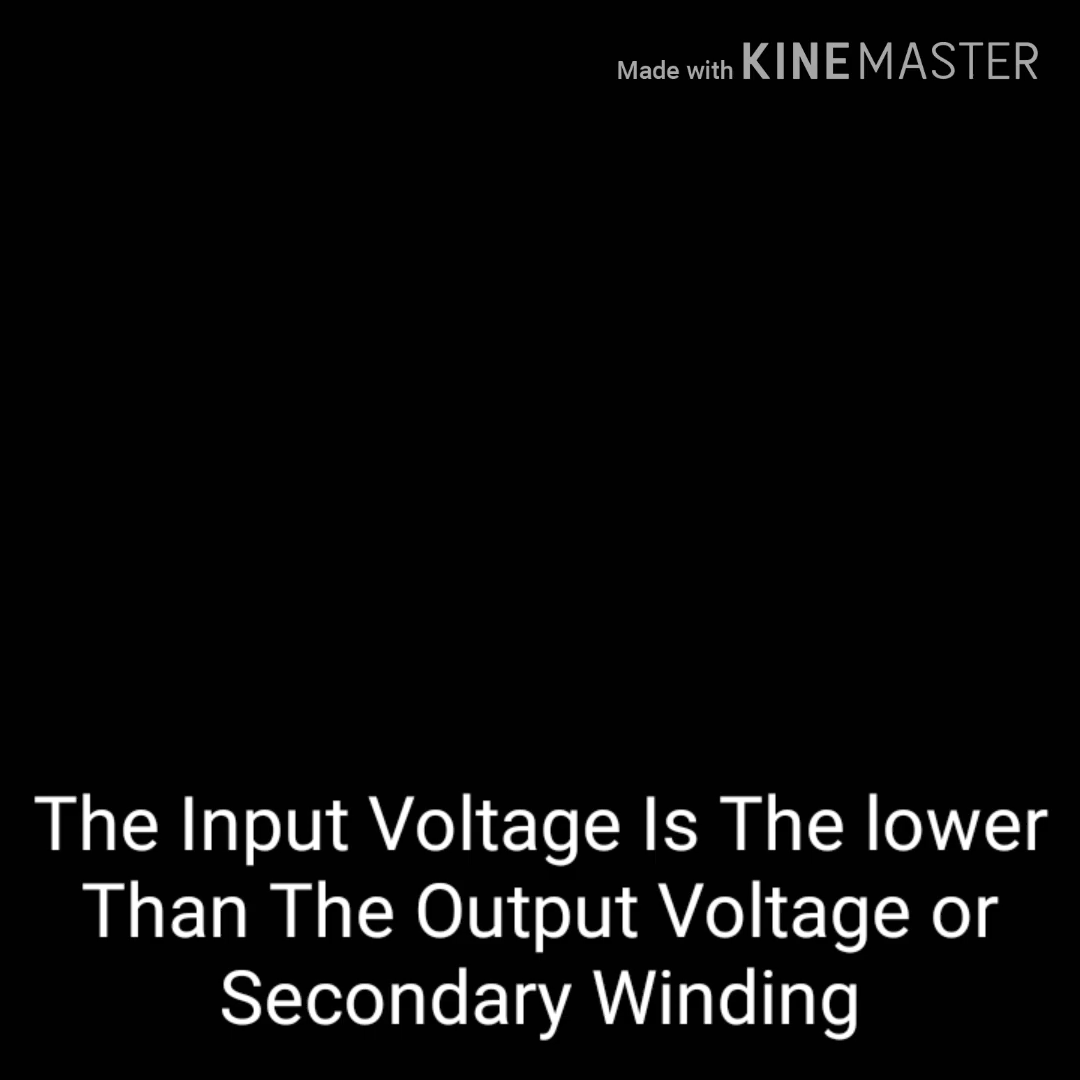 Made with KINEMASTER
The Input Voltage Is The lower
Than The Output Voltage or
Secondary Winding